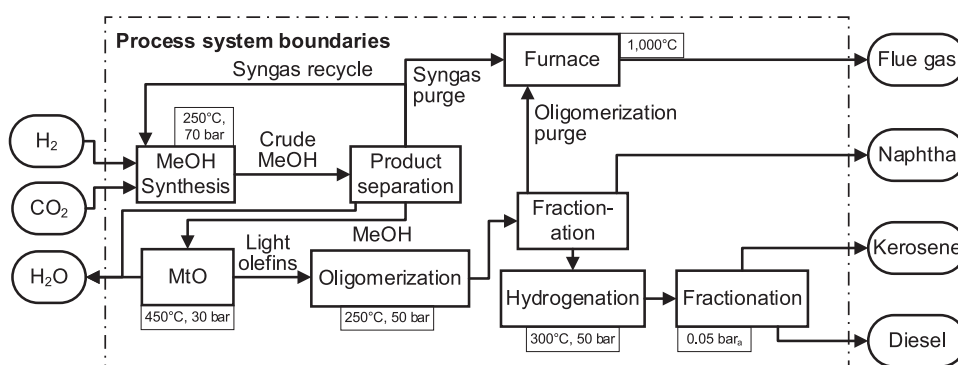 Process system boundaries
Syngas recycle
Syngas
purge
Furnace
1,000°C
Flue gas
Oligomerization
purge
250°C,
70 bar
H₂
Crude
MeOH
MeOH
Synthesis
Product
separation
Naphtha
CO₂
Fraction-
ation
MeOH
Kerosene
H₂O
MtO
Light
olefins
Oligomerization
Hydrogenation
Fractionation
450°C, 30 bar
250°C, 50 bar
300°C, 50 bar
0.05 barₐ
Diesel